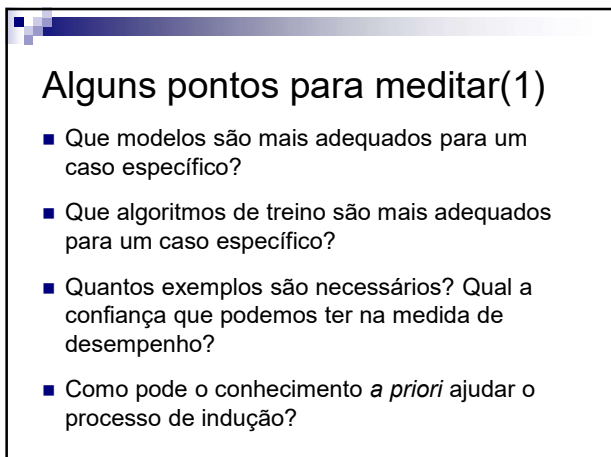 Alguns pontos para meditar(1)
Que modelos são mais adequados para um
caso específico?
Que algoritmos de treino são mais adequados
para um caso específico?
Quantos exemplos são necessários? Qual a
confiança que podemos ter na medida de
desempenho?
Como pode o conhecimento a priori ajudar o
processo de indução?